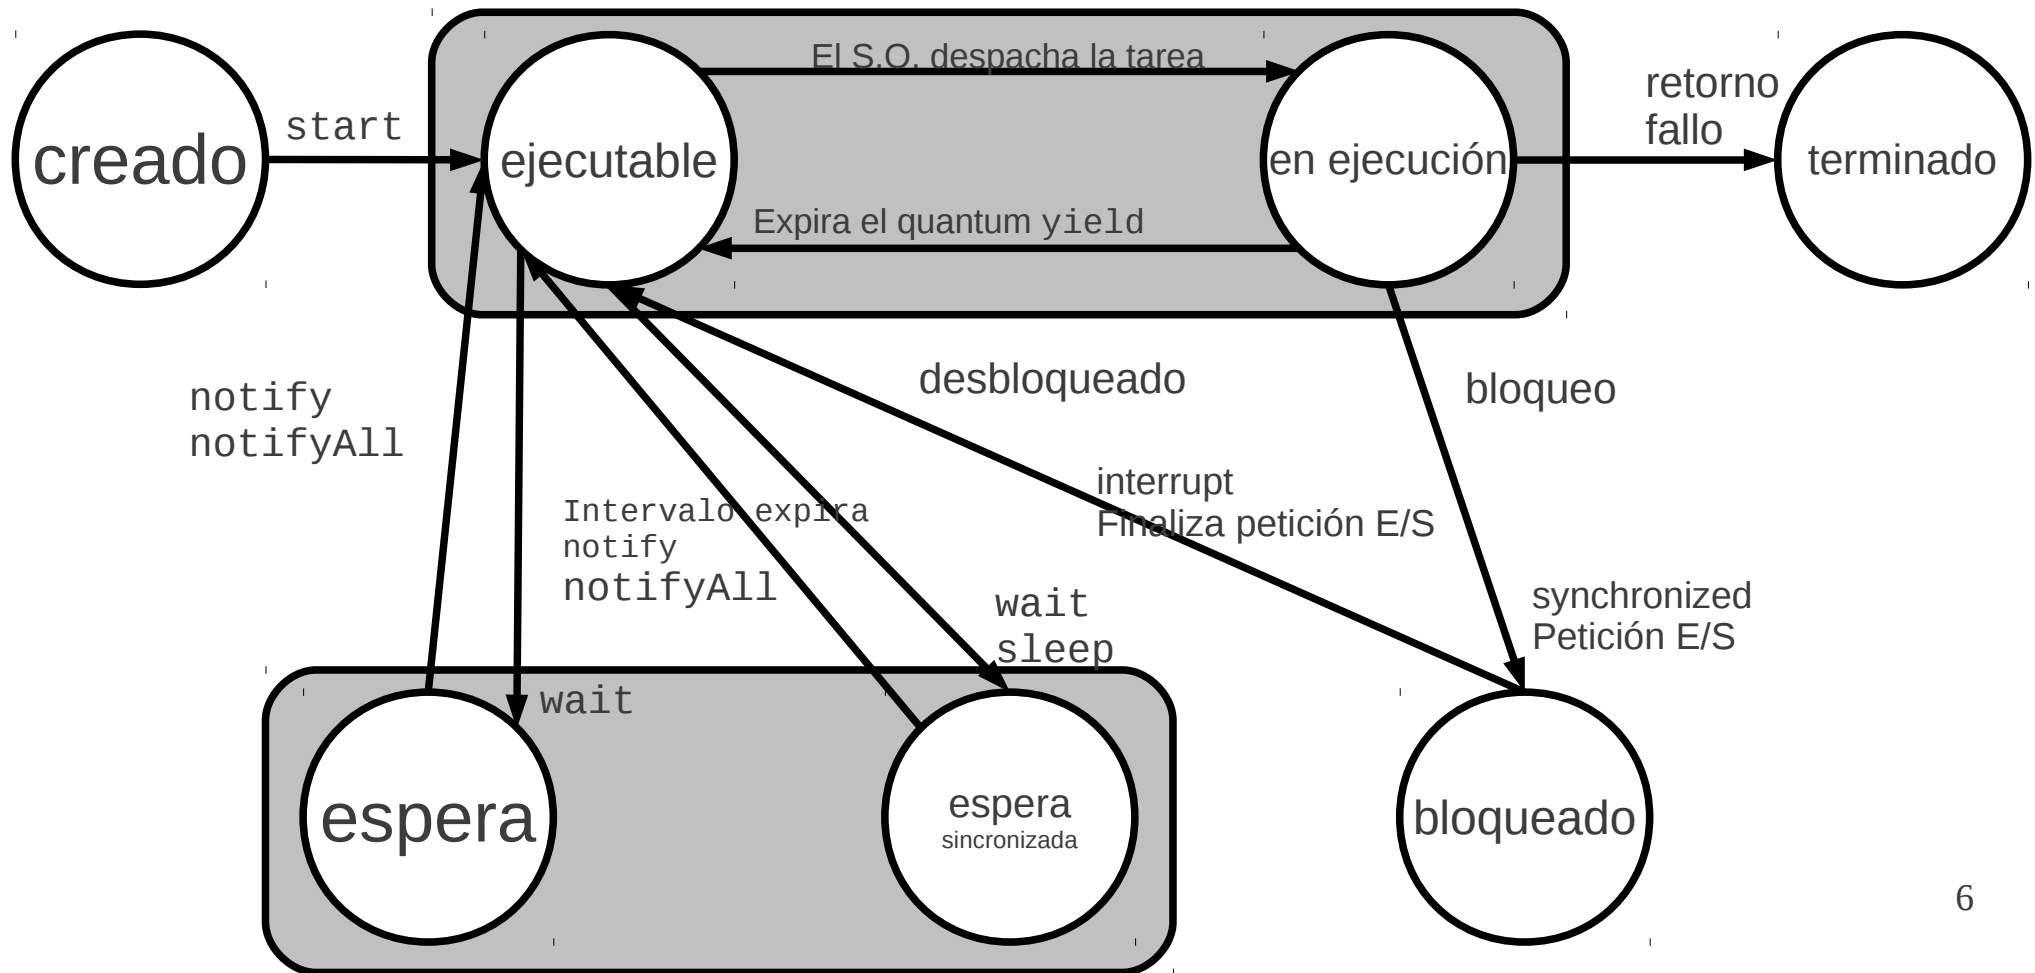 El S.O. despacha la tarea
retorno
fallo
start
creado
ejecutable
en ejecución
terminado
Expira el quantum yield
desbloqueado
bloqueo
notify
notifyAll
interrupt
Finaliza petición E/S
Intervalo expira
notify
notifyAll
wait
sleep
synchronized
Petición E/S
wait
espera
espera
sincronizada
bloqueado
6